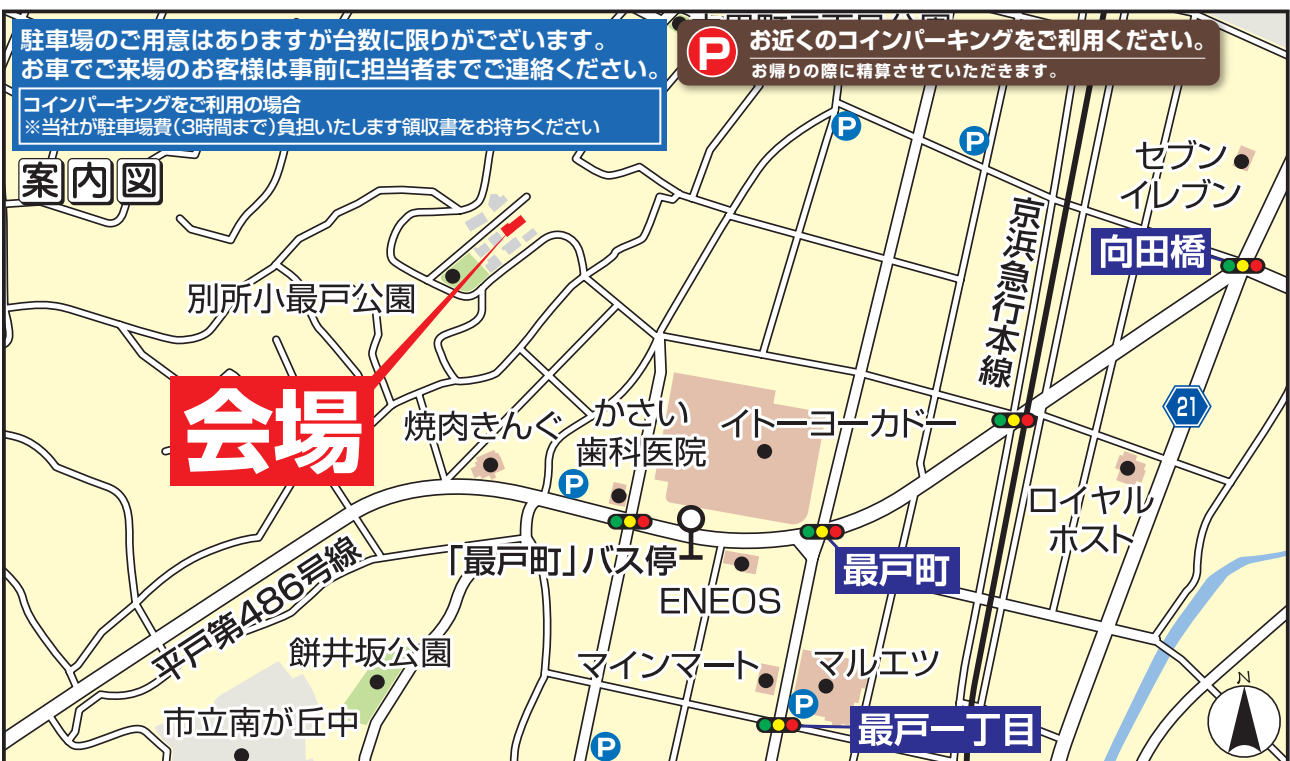 駐車場のご用意はありますが台数に限りがございます。
お車でご来場のお客様は事前に担当者までご連絡ください。
コインパーキングをご利用の場合
※当社が駐車場費(3時間まで)負担いたします領収書をお持ちください
P
お近くのコインパーキングをご利用ください。
お帰りの際に精算させていただきます。
案内図
P
P
セブン
イレブン
京浜急行本線
向田橋
別所小最戸公園
会場
21
焼肉きんぐ
かさい
歯科医院
イトーヨーカドー
P
ロイヤル
ホスト
「最戸町」バス停
最戸町
ENEOS
平戸第486号線
餅井坂公園
マインマート
マルエツ
N
市立南が丘中
P
最戸一丁目
P